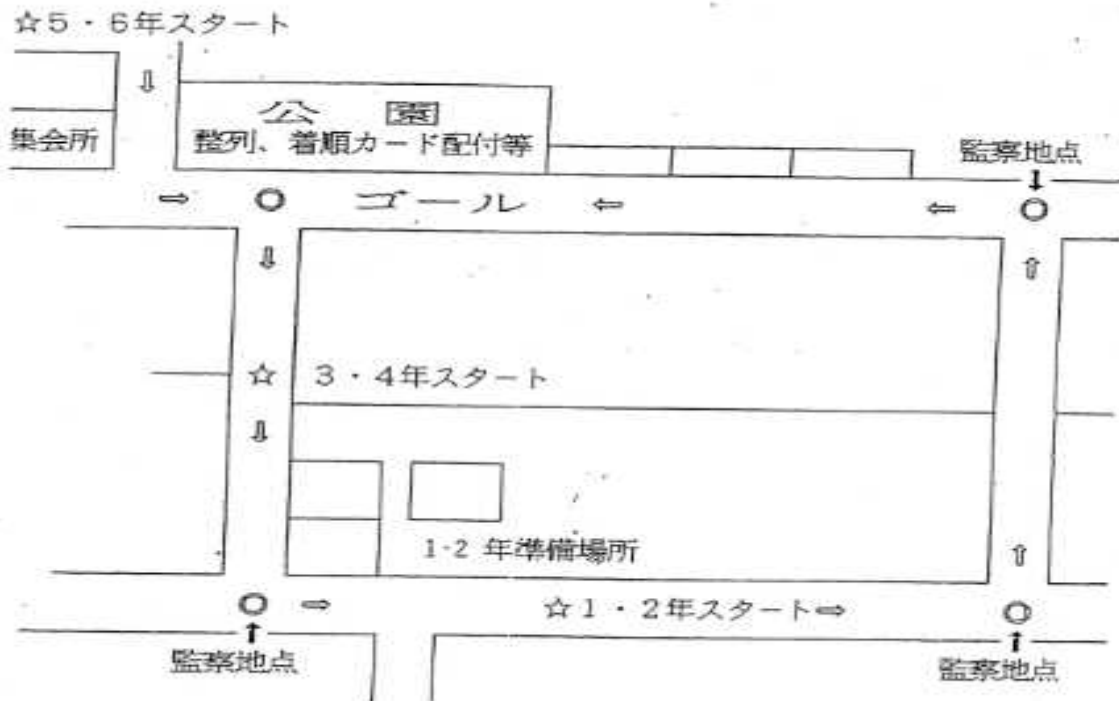 ☆5・6年スタート
⇩
公園
集会所
整列、着順カード配付等
監察地点
⇨ ◎ ゴール ⇦ ⇦ ◎
⇩ ⇧
☆ 3・4年スタート
⇩
1・2 年準備場所
⇧
◎ ⇨ ☆1・2年スタート⇨ ◎
監察地点
監察地点